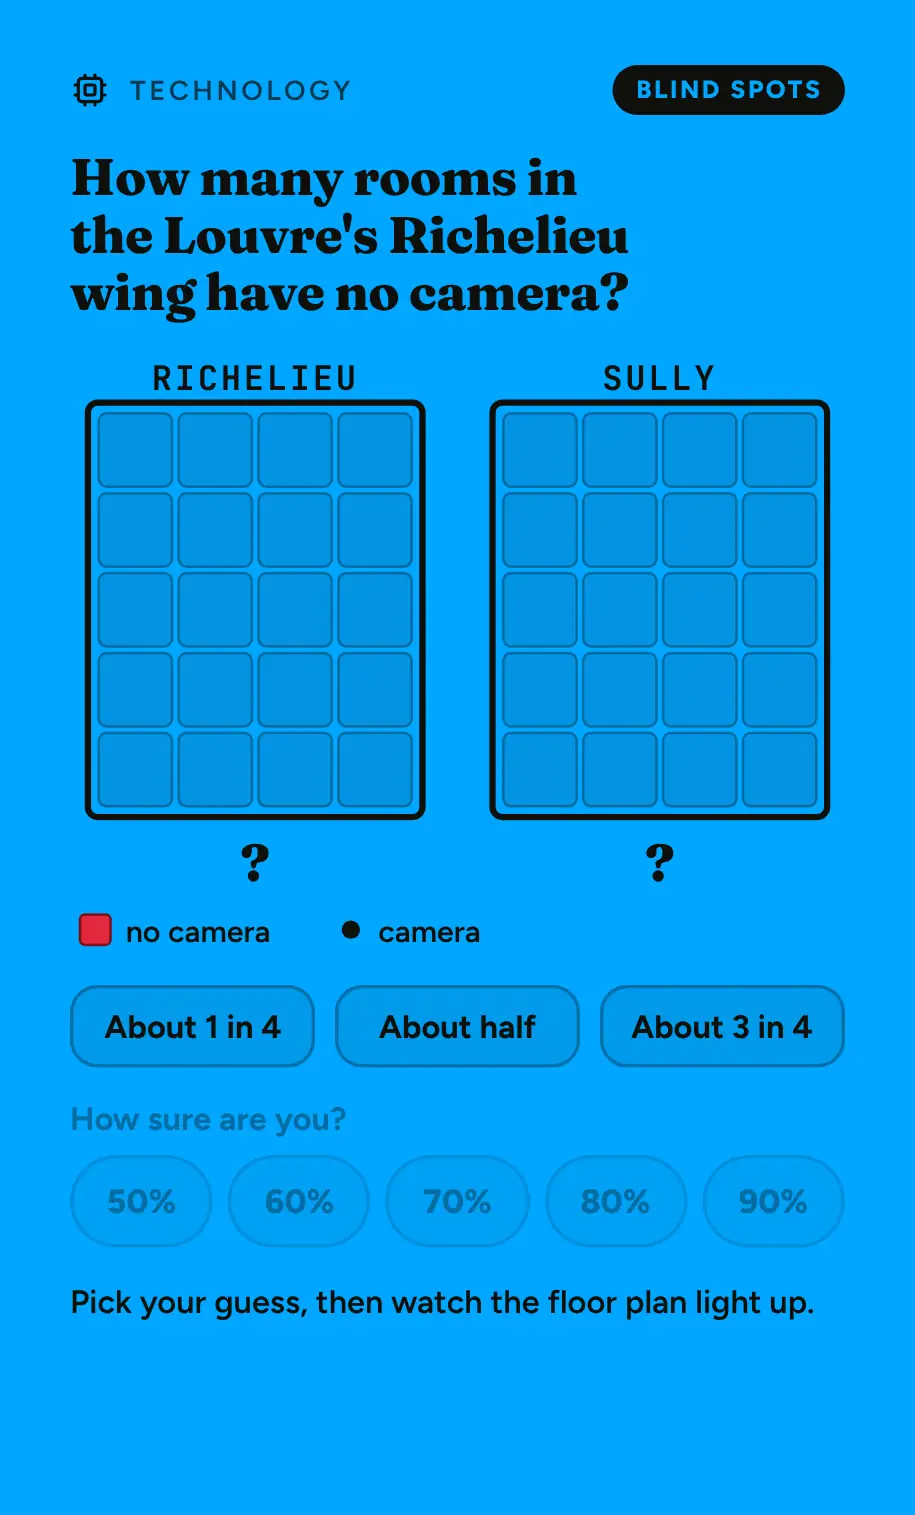 TECHNOLOGY
BLIND SPOTS
How many rooms in
the Louvre's Richelieu
wing have no camera?
RICHELIEU
SULLY
?
?
no camera
camera
About 1 in 4
About half
About 3 in 4
How sure are you?
50%
60%
70%
80%
90%
Pick your guess, then watch the floor plan light up.